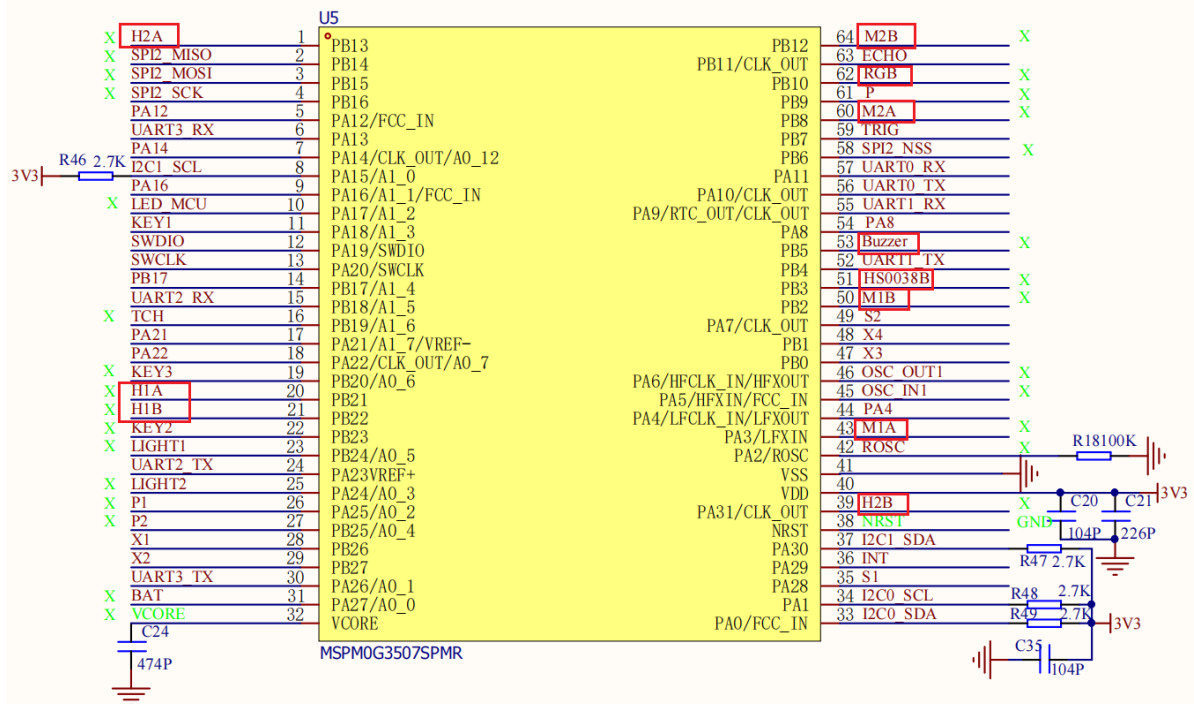 U5
X H2A 1 PB13 PB12 64 M2B X
X SPI2_MISO 2 PB14 PB11/CLK_OUT 63 ECHO
X SPI2_MOSI 3 PB15 PB10 62 RGB X
X SPI2_SCK 4 PB16 PB9 61 P X
PA12 5 PA12/FCC_IN PB8 60 M2A X
UART3_RX 6 PA13 PB7 59 TRIG
PA14 7 PA14/CLK_OUT/A0_12 PB6 58 SPI2_NSS X
3V3 R46 2.7K I2C1_SCL 8 PA15/A1_0 PA11 57 UART0_RX
PA16 9 PA16/A1_1/FCC_IN PA10/CLK_OUT 56 UART0_TX
X LED_MCU 10 PA17/A1_2 PA9/RTC_OUT/CLK_OUT 55 UART1_RX
KEY1 11 PA18/A1_3 PA8 54 PA8
SWDIO 12 PA19/SWDIO PB5 53 Buzzer X
SWCLK 13 PA20/SWCLK PB4 52 UART1_TX
PB17 14 PB17/A1_4 PB3 51 HS0038B X
UART2_RX 15 PB18/A1_5 PB2 50 M1B X
X TCH 16 PB19/A1_6 PA7/CLK_OUT 49 S2
PA21 17 PA21/A1_7/VREF- PB1 48 X4
PA22 18 PA22/CLK_OUT/A0_7 PB0 47 X3
X KEY3 19 PB20/A0_6 PA6/HFCLK_IN/HFXOUT 46 OSC_OUT1 X
X H1A 20 PB21 PA5/HFXIN/FCC_IN 45 OSC_IN1 X
X H1B 21 PB22 PA4/LFCLK_IN/LFXOUT 44 PA4
X KEY2 22 PB23 PA3/LFXIN 43 M1A X
X LIGHT1 23 PB24/A0_5 PA2/ROSC 42 ROSC X R18100K
UART2_TX 24 PA23VREF+ VSS 41
X LIGHT2 25 PA24/A0_3 VDD 40 3V3
X P1 26 PA25/A0_2 PA31/CLK_OUT 39 H2B X C20 C21
X P2 27 PB25/A0_4 NRST 38 NRST GND 104P 226P
X1 28 PB26 PA30 37 I2C1_SDA
X2 29 PB27 PA29 36 INT R47 2.7K
UART3_TX 30 PA26/A0_1 PA28 35 S1
X BAT 31 PA27/A0_0 PA1 34 I2C0_SCL R48 2.7K
X VCORE 32 VCORE PA0/FCC_IN 33 I2C0_SDA R49 2.7K 3V3
C24 C35
474P 104P
MSPM0G3507SPMR